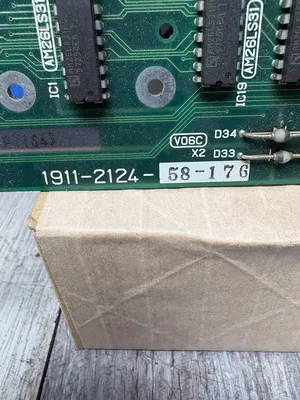 AM26LS31
AM26LS31
IC1
IC19
V06C
D34
X2 D33
1911-2124-58-176